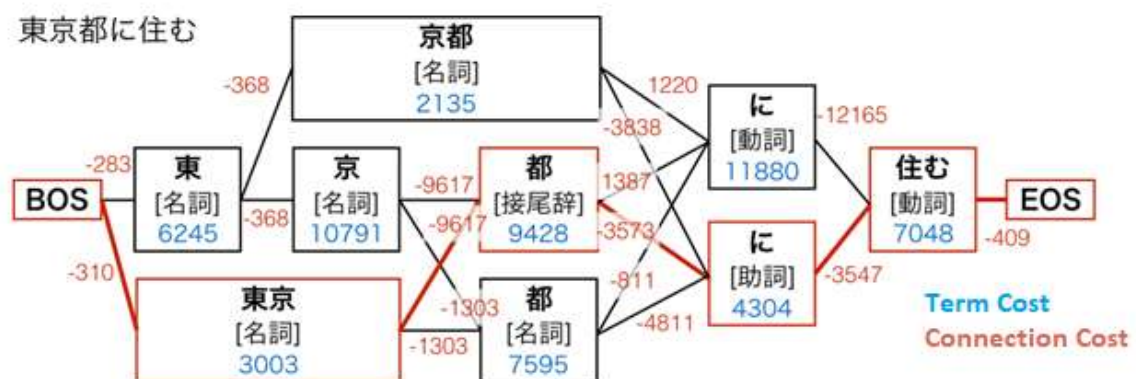 東京都に住む
京都
[名詞]
2135
-368
1220
-3838
に
[動詞]
11880
-12165
-283
東
[名詞]
6245
-368
京
[名詞]
10791
-9617
-9617
都
[接尾辞]
9428
1387
-3573
住む
[動詞]
7048
BOS
EOS
-409
-310
東京
[名詞]
3003
-1303
-1303
都
[名詞]
7595
-811
-4811
に
[助詞]
4304
-3547
Term Cost
Connection Cost